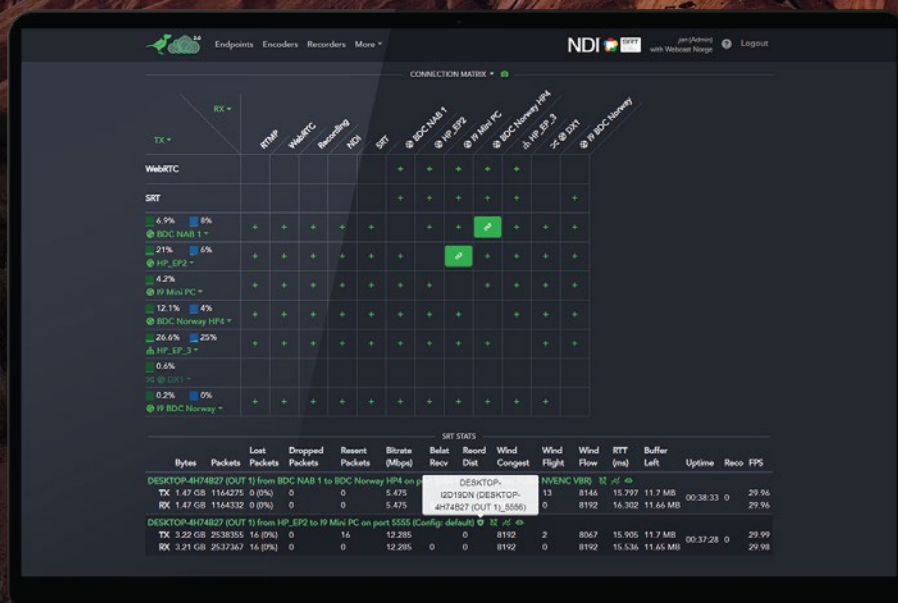 2.0
Endpoints Encoders Recorders More
NDI SRT
jan (Admin)
with Webcast Norge
? Logout
CONNECTION MATRIX
RX
TX
RTMP
WebRTC
Recording
NDI
SRT
BDC NAB 1
HP_EP2
I9 Mini PC
BDC Norway HP4
HP_EP_3
DX1
I9 BDC Norway
WebRTC + + + + +
SRT + + + + + +
6.9% 8%
BDC NAB 1 + + + + + + + + +
21% 6%
HP_EP2 + + + + + + + + +
4.2%
I9 Mini PC + + + + + + + + + + +
12.1% 4%
BDC Norway HP4 + + + + + + + + + +
26.6% 25%
HP_EP_3 + + + + + + + + + + +
0.6%
DX1
0.2% 0%
I9 BDC Norway + + + + + + + + + + +
SRT STATS
Bytes Packets Lost Packets Dropped Packets Resent Packets Bitrate (Mbps) Belat Recv Reord Dist Wind Congest Wind Flight Wind Flow RTT (ms) Buffer Left Uptime Reco FPS
DESKTOP-4H74B27 (OUT 1) from BDC NAB 1 to BDC Norway HP4 on NVENC VBR)
TX 1.47 GB 1164275 0 (0%) 0 0 5.475 13 8146 15.797 11.7 MB 00:38:33 0 29.96
RX 1.47 GB 1164332 0 (0%) 0 0 5.475 0 8192 16.302 11.66 MB 29.96
DESKTOP-
I2D19DN (DESKTOP-
4H74B27 (OUT 1)_5556)
DESKTOP-4H74B27 (OUT 1) from HP_EP2 to I9 Mini PC on port 5555 (Config: default)
TX 3.22 GB 2538355 16 (0%) 0 16 12.285 0 8192 2 8067 15.905 11.7 MB 00:37:28 0 29.99
RX 3.21 GB 2537367 16 (0%) 0 0 12.285 0 0 8192 0 8192 15.536 11.65 MB 29.98